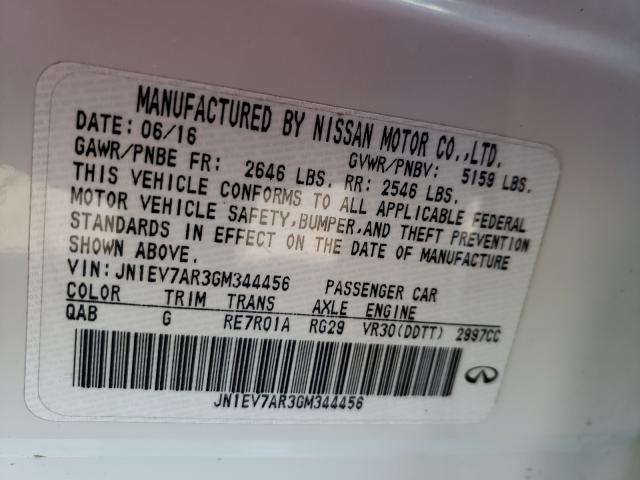 MANUFACTURED BY NISSAN MOTOR CO.,LTD.
DATE: 06/16 GVWR/PNBV: 5159 LBS.
GAWR/PNBE FR: 2646 LBS. RR: 2546 LBS.
THIS VEHICLE CONFORMS TO ALL APPLICABLE FEDERAL
MOTOR VEHICLE SAFETY,BUMPER,AND THEFT PREVENTION
STANDARDS IN EFFECT ON THE DATE OF MANUFACTURE
SHOWN ABOVE.
VIN: JN1EV7AR3GM344456 PASSENGER CAR
COLOR TRIM TRANS AXLE ENGINE
QAB G RE7R01A RG29 VR30(DDTT) 2997CC
JN1EV7AR3GM344456